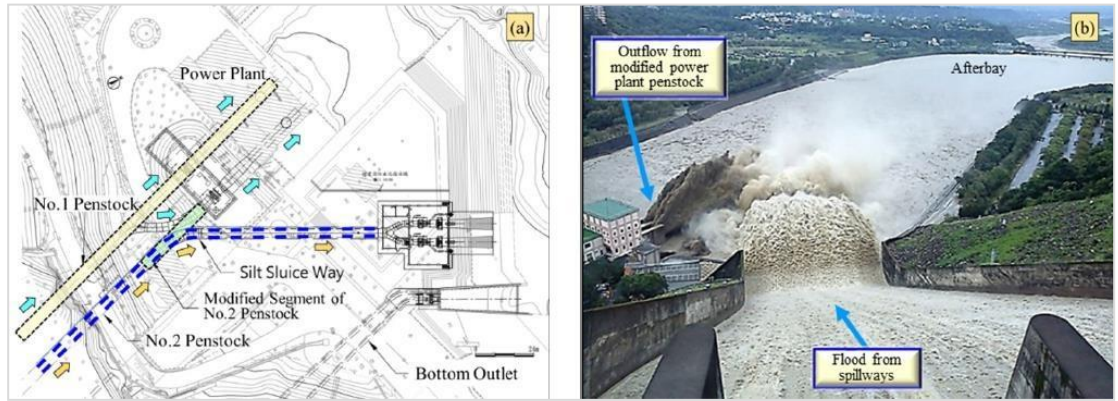 (a)
Power Plant
No.1 Penstock
Silt Sluice Way
Modified Segment of
No.2 Penstock
No.2 Penstock
Bottom Outlet
(b)
Outflow from
modified power
plant penstock
Afterbay
Flood from
spillways